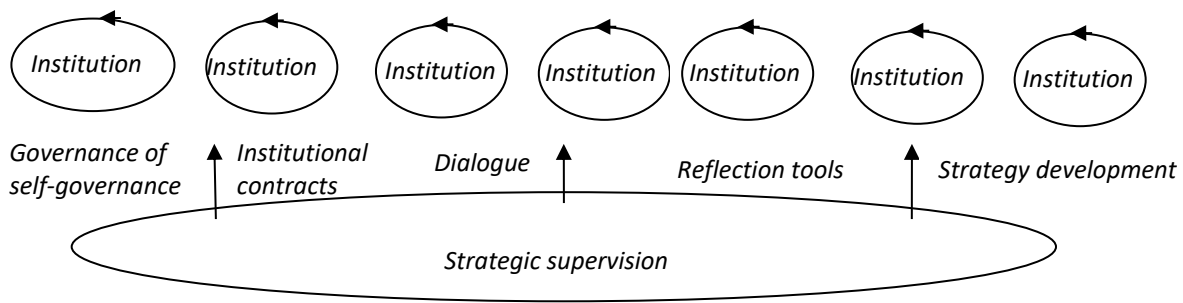 Institution
Institution
Institution
Institution
Institution
Institution
Institution
Governance of
self-governance
Institutional
contracts
Dialogue
Reflection tools
Strategy development
Strategic supervision